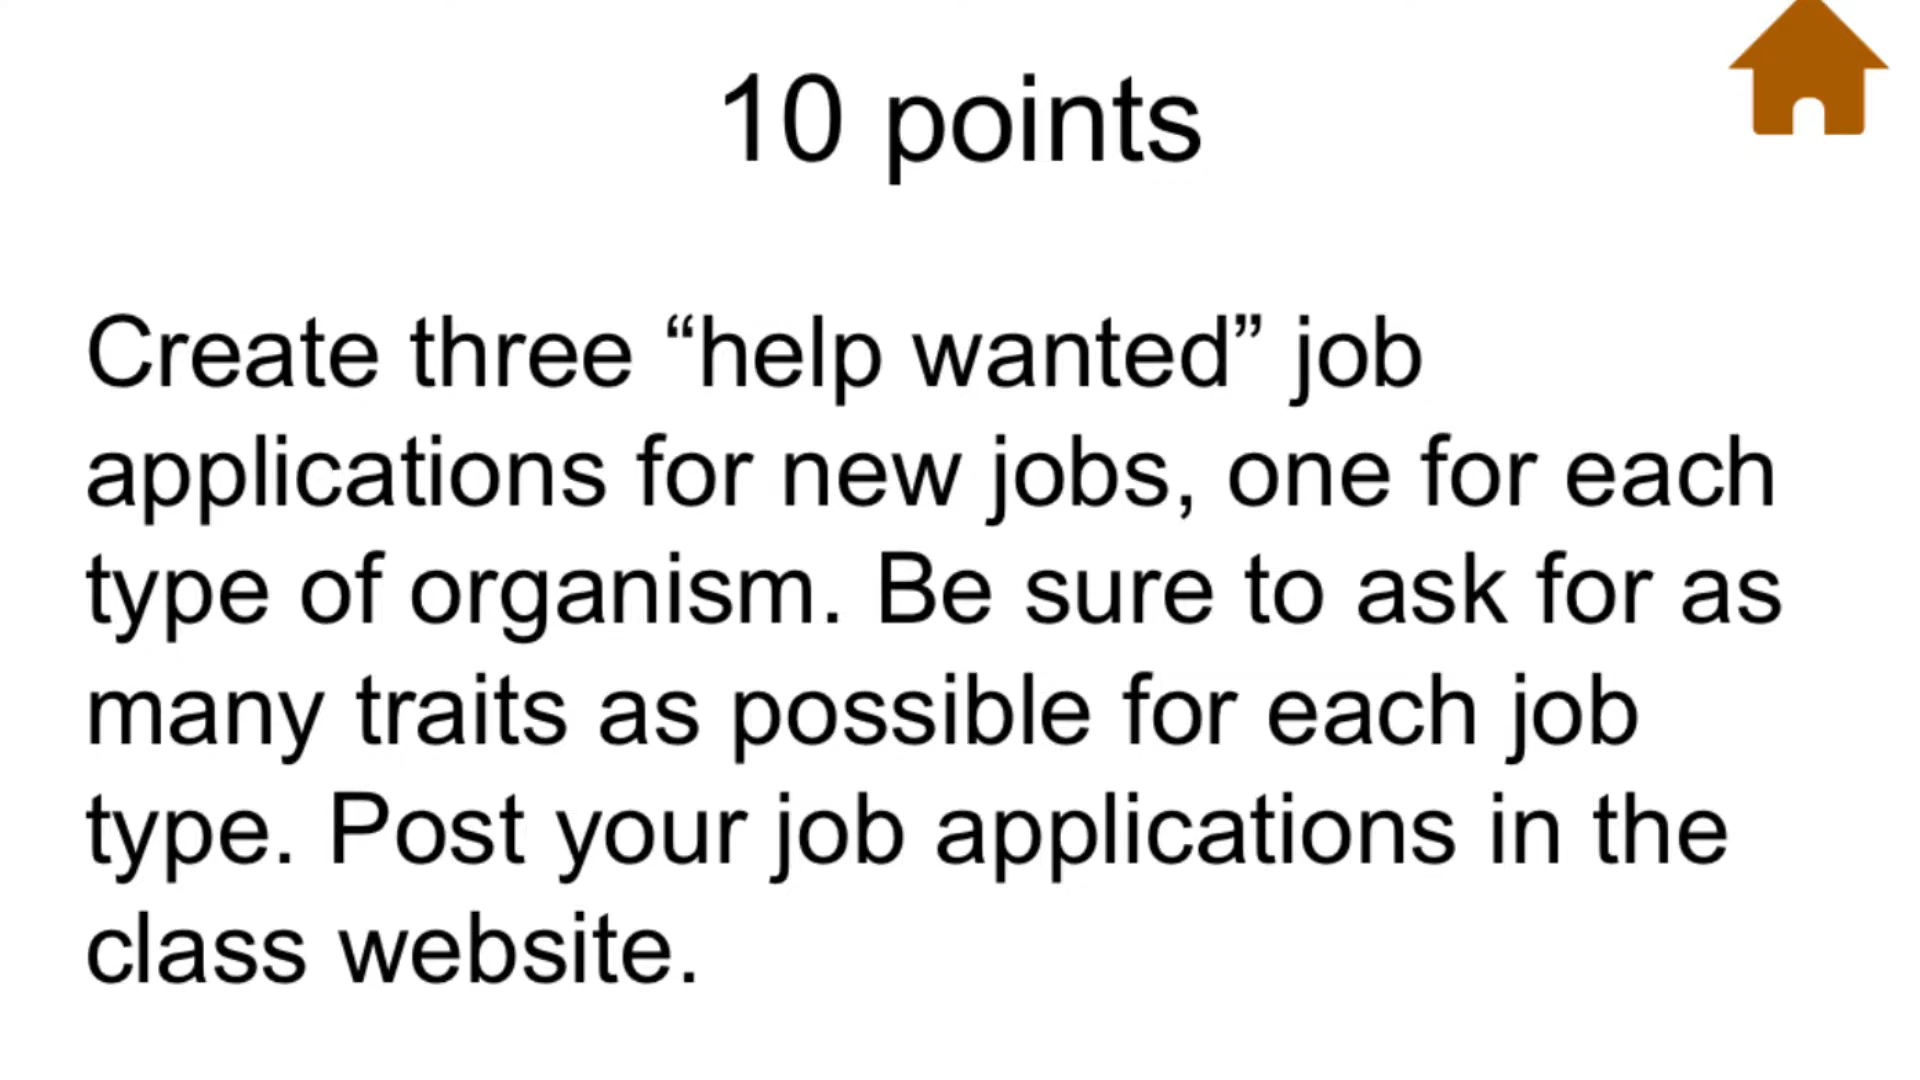 10 points
Create three “help wanted” job
applications for new jobs, one for each
type of organism. Be sure to ask for as
many traits as possible for each job
type. Post your job applications in the
class website.